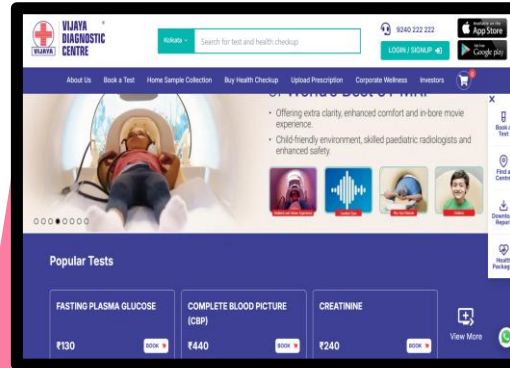 VIJAYA
DIAGNOSTIC
CENTRE
VIJAYA
Kolkata
Search for test and health checkup
9240 222 222
LOGIN / SIGNUP
App Store
Google play
About Us
Book a Test
Home Sample Collection
Buy Health Checkup
Upload Prescription
Corporate Wellness
Investors
• Offering extra clarity, enhanced comfort and in-bore movie
experience.
• Child-friendly environment, skilled paediatric radiologists and
enhanced safety.
X
Book a
Test
Find a
Centre
Downloa
Report
Health
Package
Popular Tests
FASTING PLASMA GLUCOSE
₹130
BOOK
COMPLETE BLOOD PICTURE
(CBP)
₹440
BOOK
CREATININE
₹240
BOOK
View More